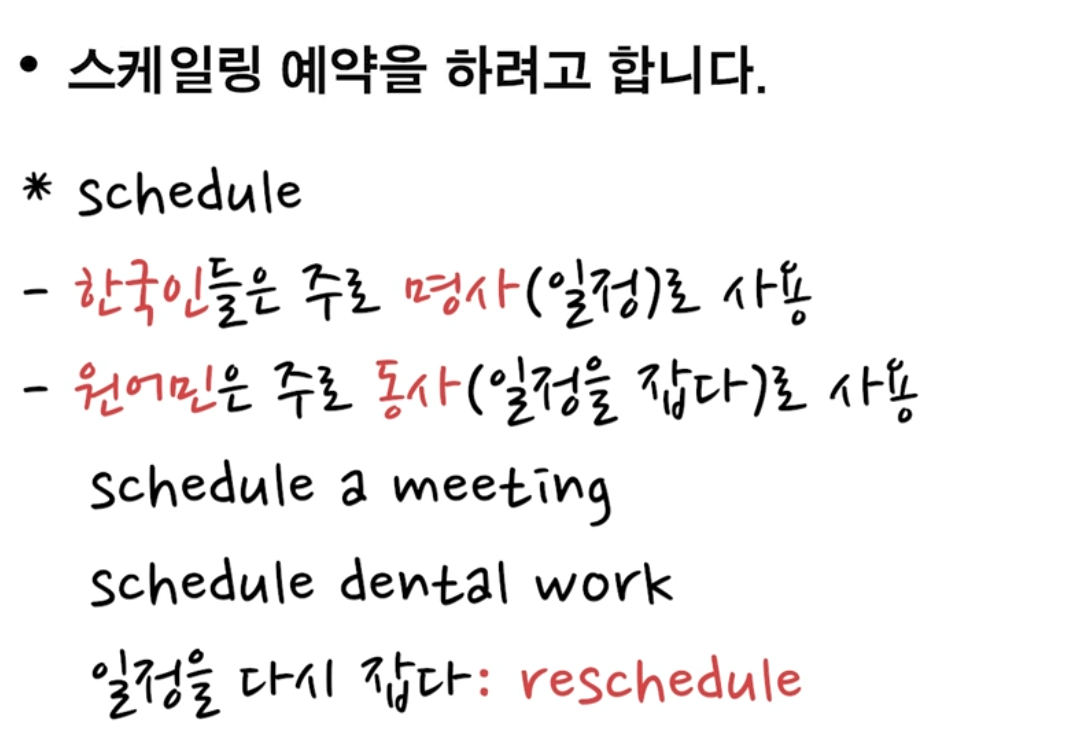 • 스케일링 예약을 하려고 합니다.
* schedule
- 한국인들은 주로 명사(일정)로 사용
- 원어민은 주로 동사(일정을 잡다)로 사용
schedule a meeting
schedule dental work
일정을 다시 잡다: reschedule